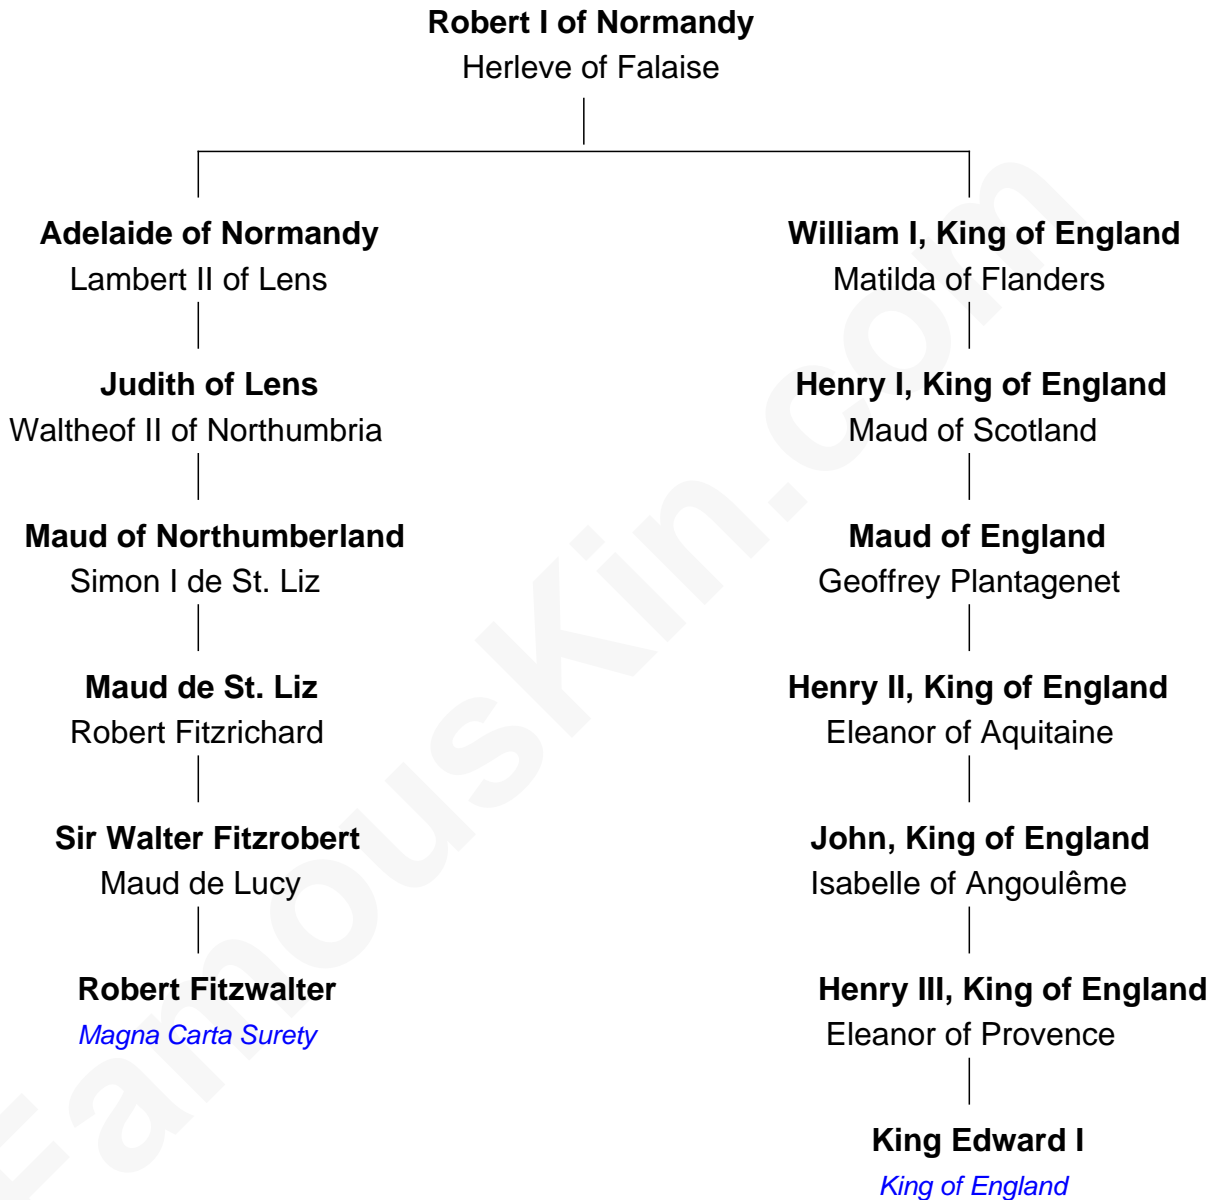 Robert I of Normandy
Herleve of Falaise
Adelaide of Normandy
Lambert II of Lens
William I, King of England
Matilda of Flanders
Judith of Lens
Waltheof II of Northumbria
Henry I, King of England
Maud of Scotland
Maud of Northumberland
Simon I de St. Liz
Maud of England
Geoffrey Plantagenet
Maud de St. Liz
Robert Fitzrichard
Henry II, King of England
Eleanor of Aquitaine
Sir Walter Fitzrobert
Maud de Lucy
John, King of England
Isabelle of Angoulême
Robert Fitzwalter
Magna Carta Surety
Henry III, King of England
Eleanor of Provence
King Edward I
King of England
FamousKin.com